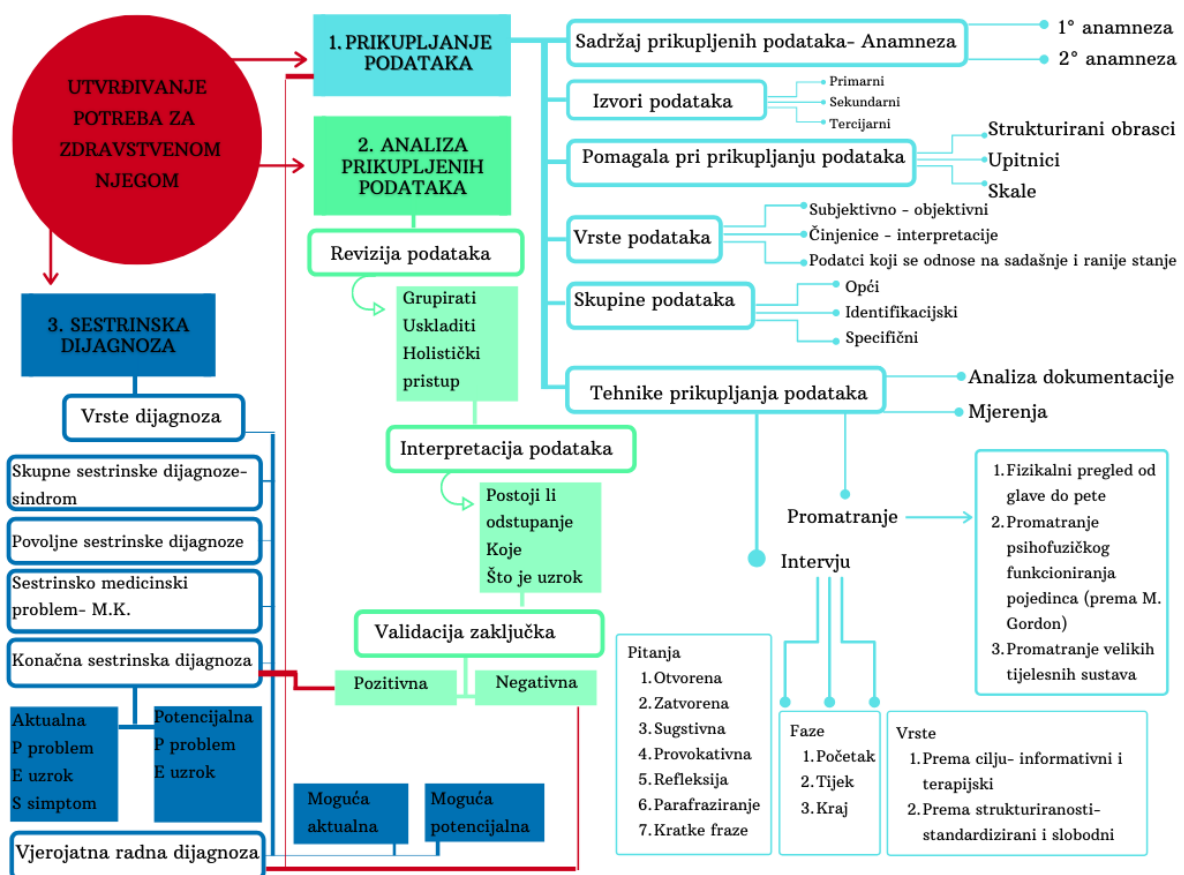 UTVRĐIVANJE
POTREBA ZA
ZDRAVSTVENOM
NJEGOM
1. PRIKUPLJANJE
PODATAKA
Sadržaj prikupljenih podataka- Anamneza
1° anamneza
2° anamneza
Izvori podataka
Primarni
Sekundarni
Tercijarni
Pomagala pri prikupljanju podataka
Strukturirani obrasci
Upitnici
Skale
Vrste podataka
Subjektivno - objektivni
Činjenice - interpretacije
Podatci koji se odnose na sadašnje i ranije stanje
Skupine podataka
Opći
Identifikacijski
Specifični
Tehnike prikupljanja podataka
Analiza dokumentacije
Mjerenja
Promatranje
1. Fizikalni pregled od
glave do pete
2. Promatranje
psihofuzičkog
funkcioniranja
pojedinca (prema M.
Gordon)
3. Promatranje velikih
tijelesnih sustava
Intervju
Pitanja
1. Otvorena
2. Zatvorena
3. Sugstivna
4. Provokativna
5. Refleksija
6. Parafraziranje
7. Kratke fraze
Faze
1. Početak
2. Tijek
3. Kraj
Vrste
1. Prema cilju- informativni i
terapijski
2. Prema strukturiranosti-
standardizirani i slobodni
2. ANALIZA
PRIKUPLJENIH
PODATAKA
Revizija podataka
Grupirati
Uskladiti
Holistički
pristup
Interpretacija podataka
Postoji li
odstupanje
Koje
Što je uzrok
Validacija zaključka
Pozitivna
Negativna
3. SESTRINSKA
DIJAGNOZA
Vrste dijagnoza
Skupne sestrinske dijagnoze-
sindrom
Povoljne sestrinske dijagnoze
Sestrinsko medicinski
problem- M.K.
Konačna sestrinska dijagnoza
Aktualna
P problem
E uzrok
S simptom
Potencijalna
P problem
E uzrok
Moguća
aktualna
Moguća
potencijalna
Vjerojatna radna dijagnoza